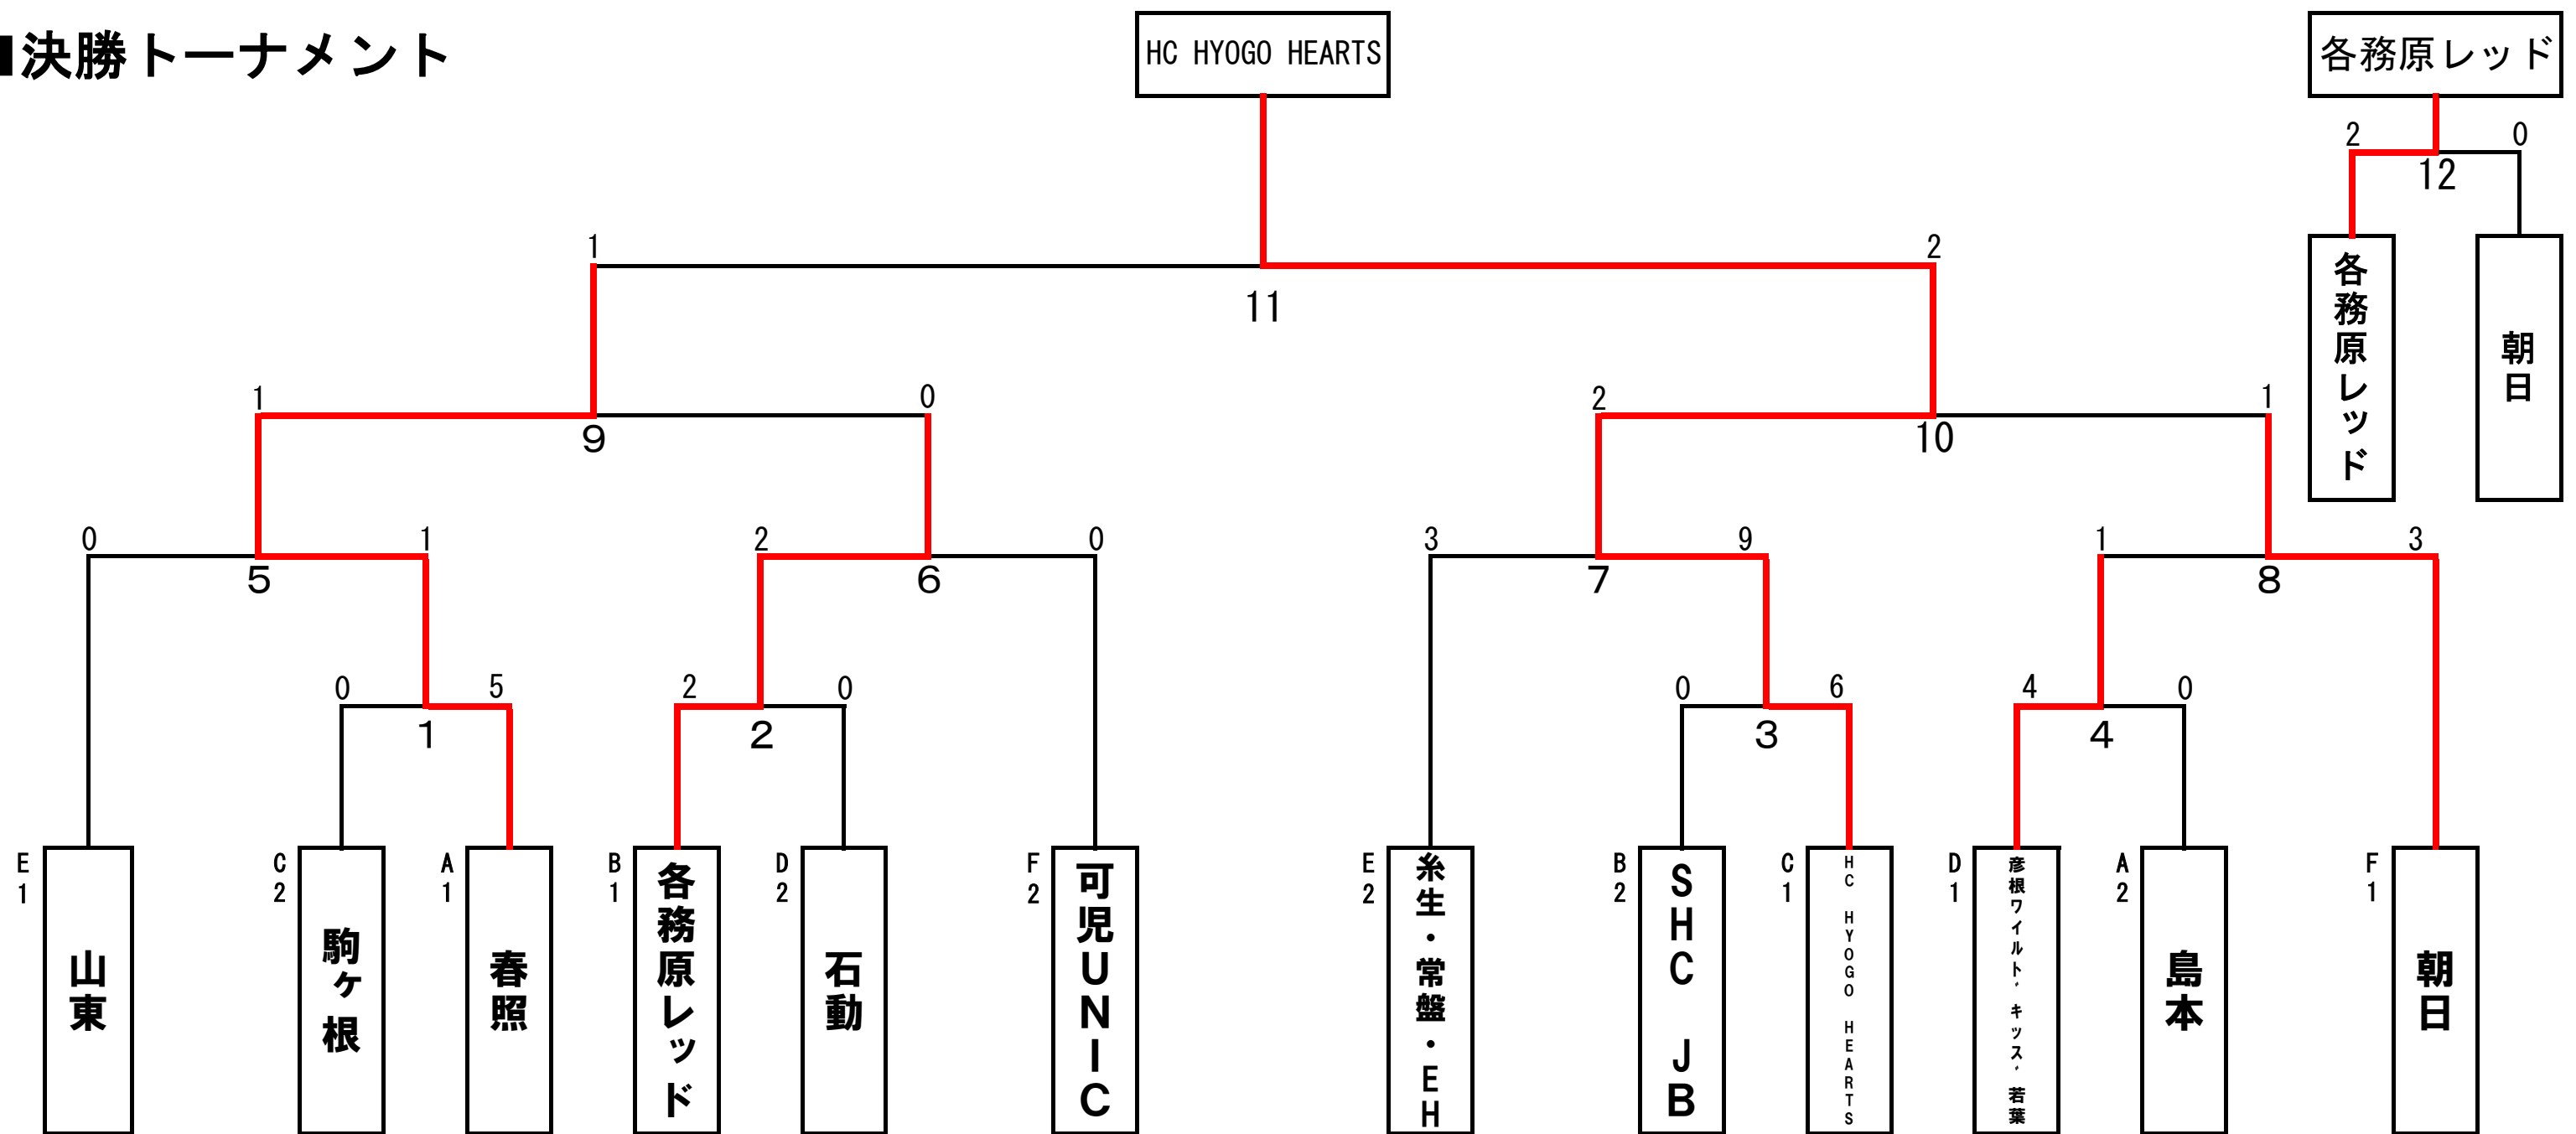 ■決勝トーナメント
HC HYOGO HEARTS
各務原レッド
2 0
12
各務原レッド
朝日
1 2
11
1 0 2 1
9 10
0 1 2 0 3 9 1 3
5 6 7 8
0 5 2 0 0 6 4 0
1 2 3 4
E1
山東
C2
駒ヶ根
A1
春照
B1
各務原レッド
D2
石動
F2
可児UNIC
E2
糸生・常盤・EH
B2
SHC JB
C1
HC HYOGO HEARTS
D1
彦根ワイルト゛キッス゛若葉
A2
島本
F1
朝日